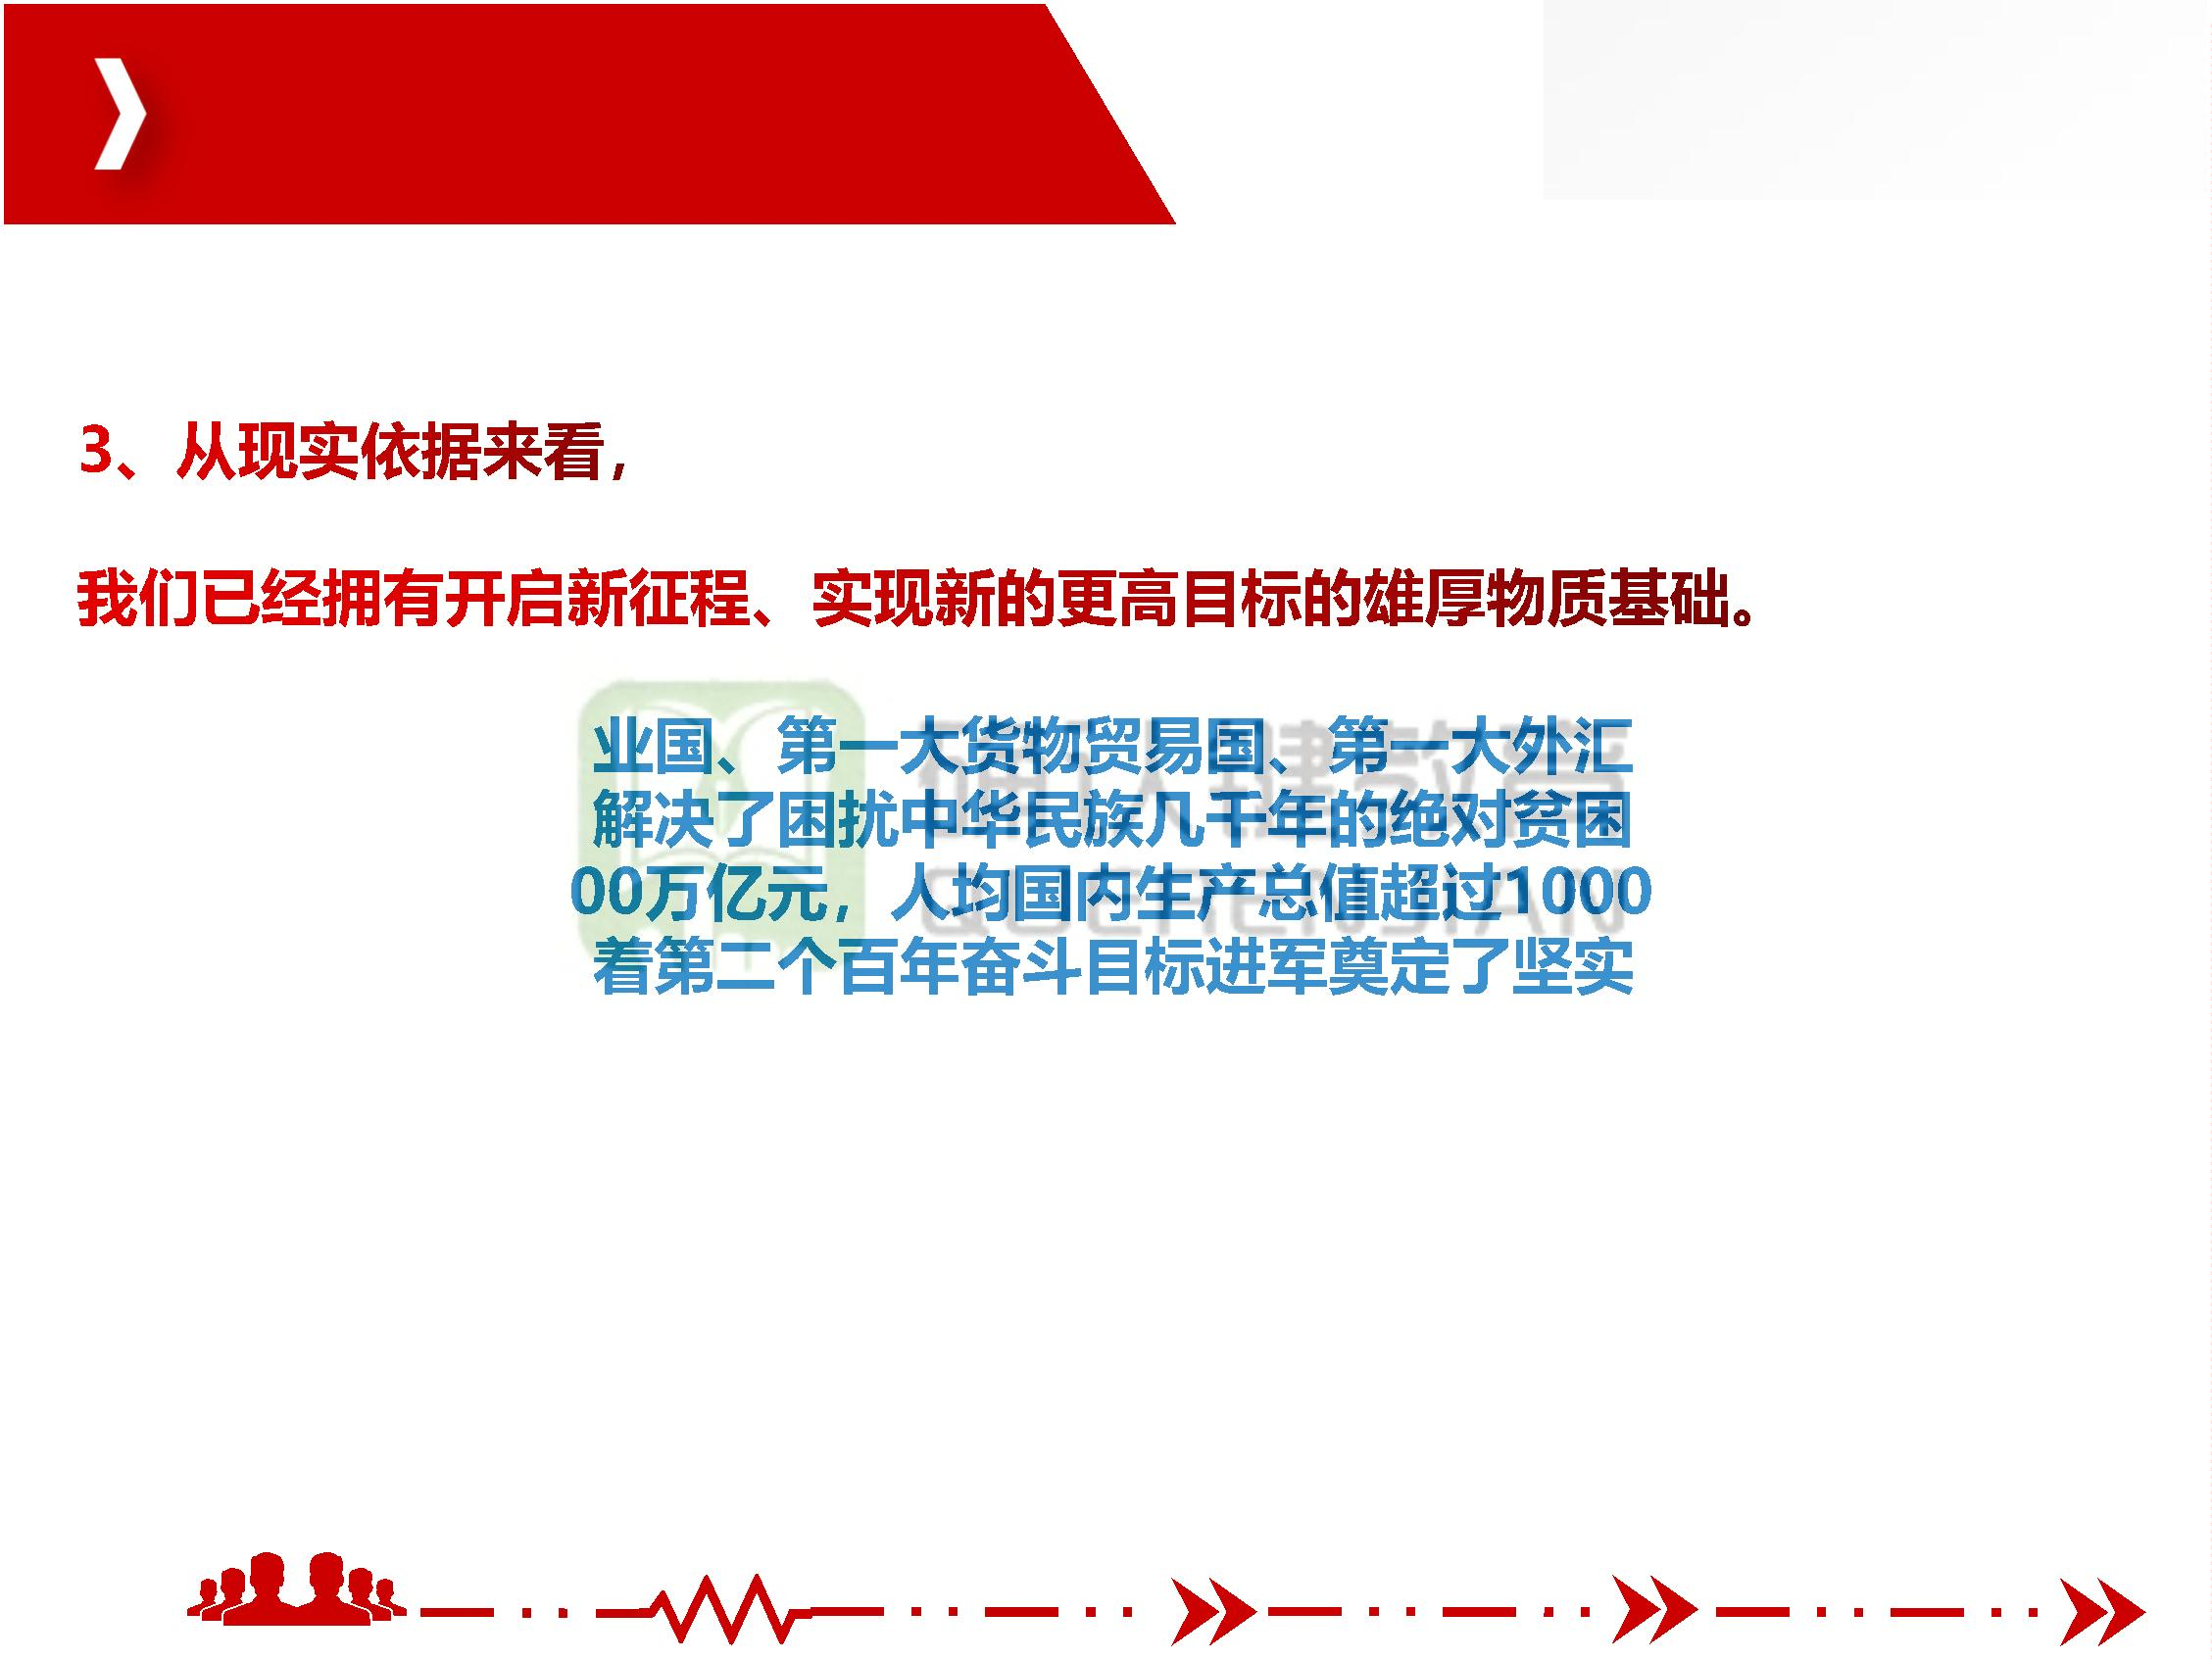 3、从现实依据来看，
我们已经拥有开启新征程、实现新的更高目标的雄厚物质基础。
业国、第一大货物贸易国、第一大外汇
解决了困扰中华民族几千年的绝对贫困
00万亿元，人均国内生产总值超过1000
着第二个百年奋斗目标进军奠定了坚实